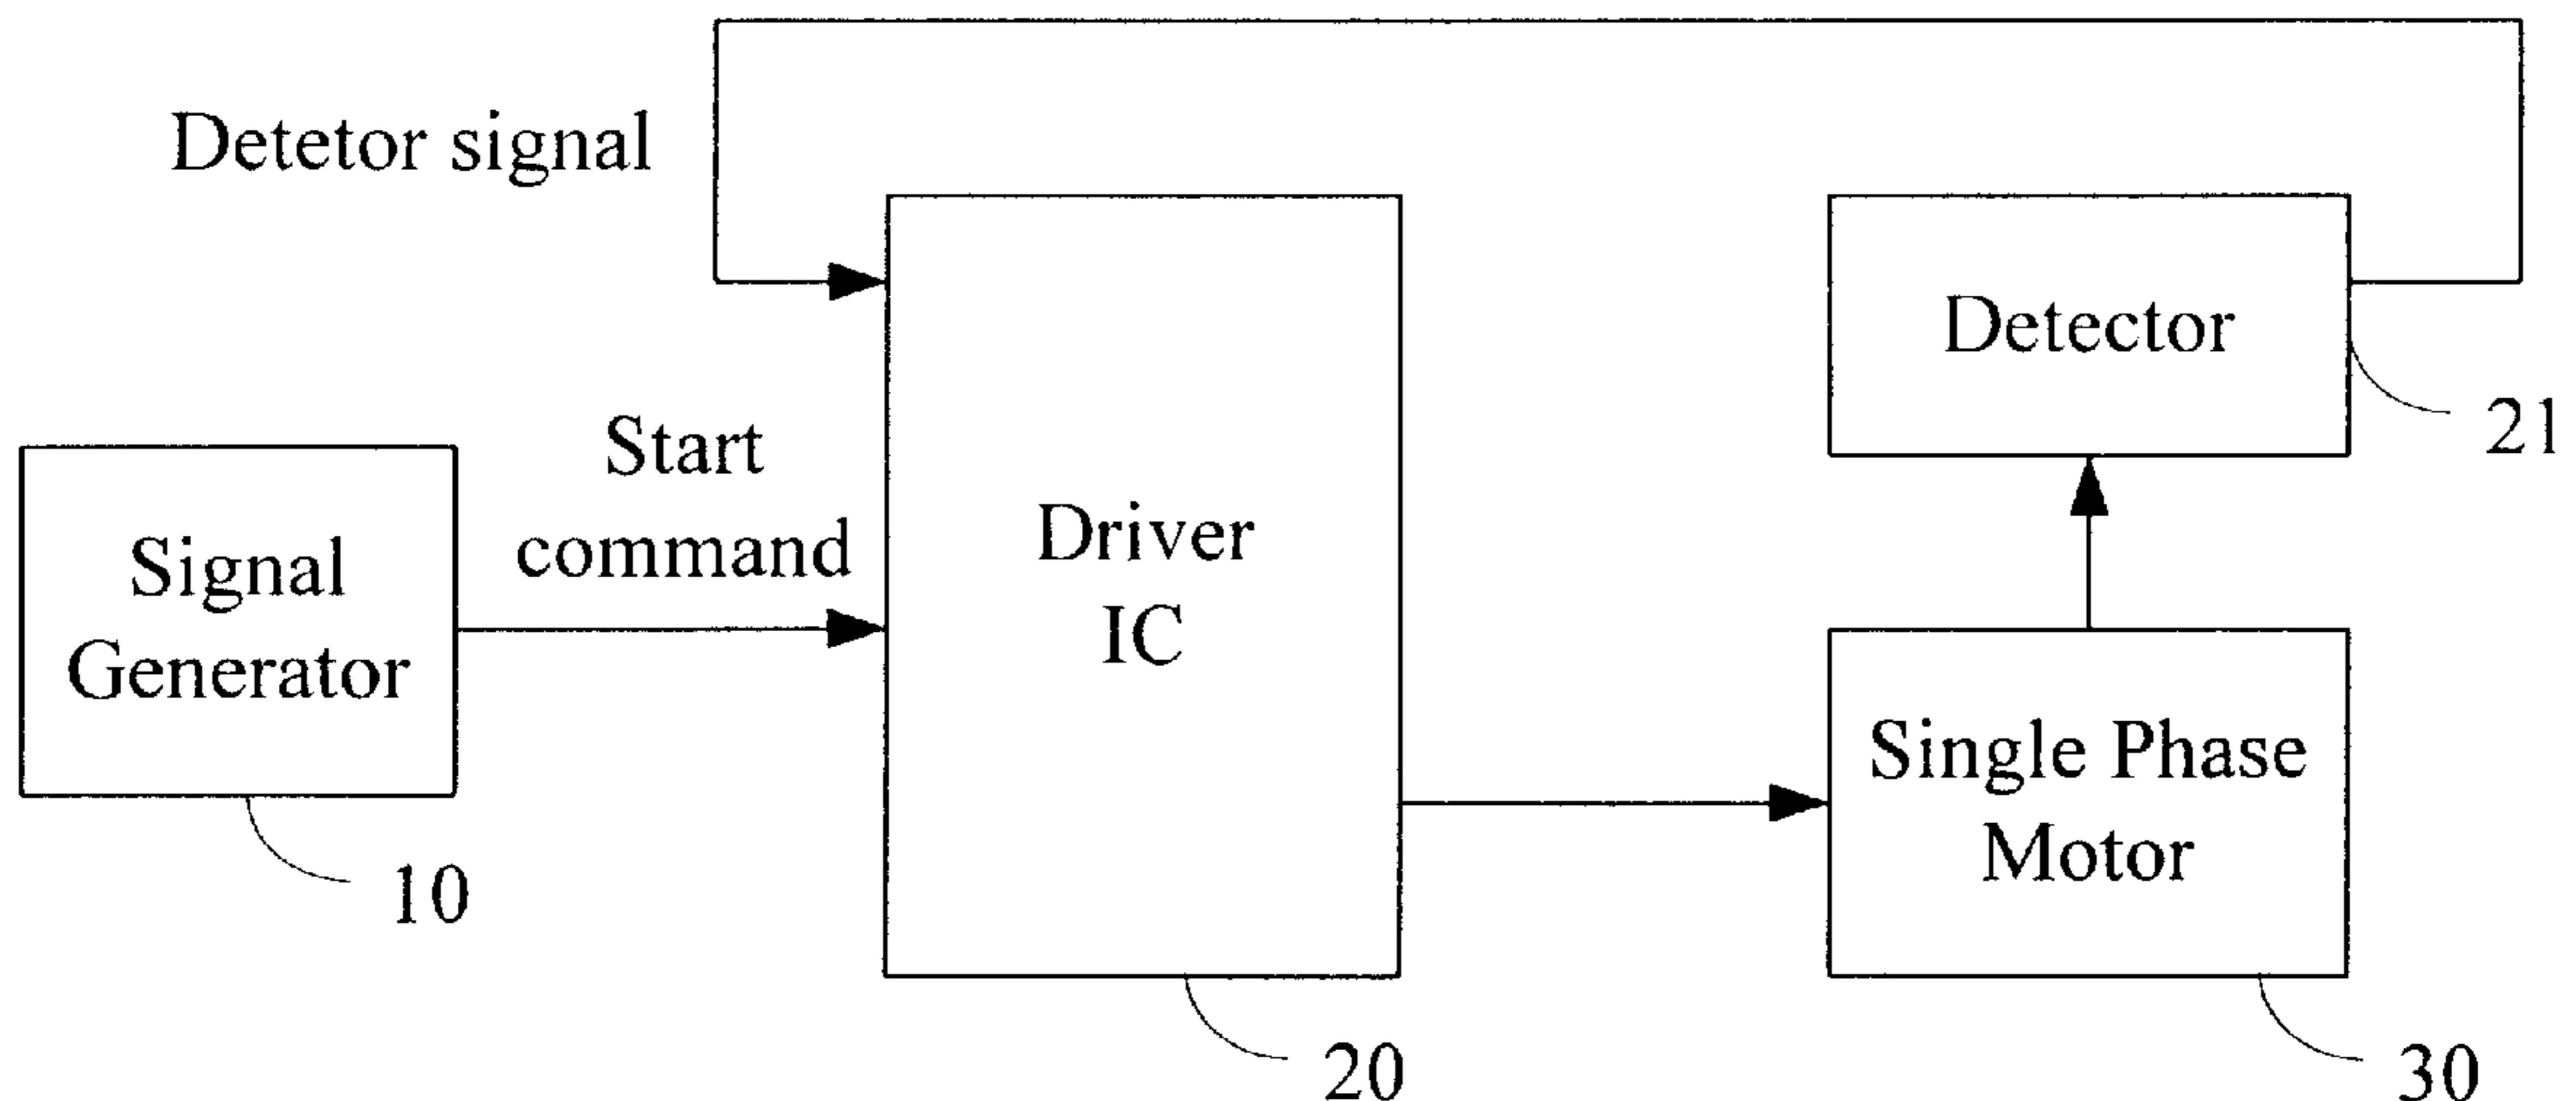 Detetor signal
Detector
21
Start
command
Signal
Generator
10
Driver
IC
20
Single Phase
Motor
30